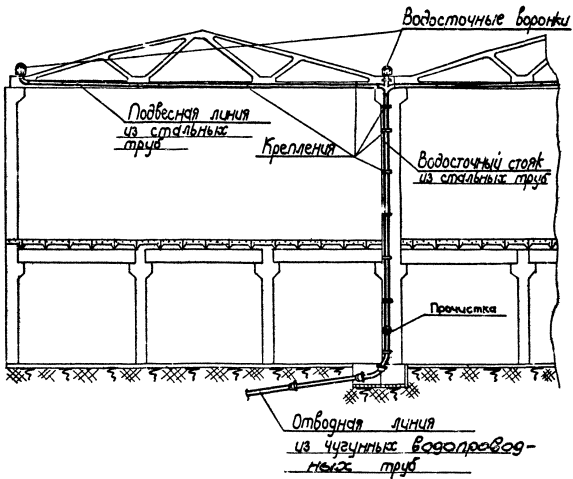 Водосточные воронки
Подвесная линия
из стальных
труб
Крепления
Водосточный стояк
из стальных труб
Прочистка
Отводная линия
из чугунных водопровод-
ных труб